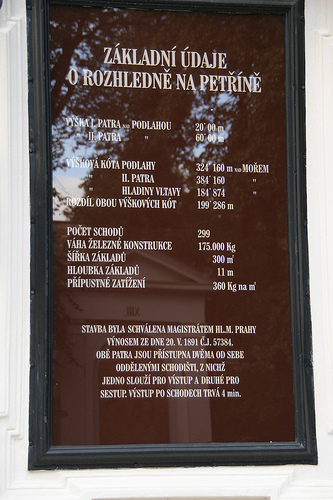 ZÁKLADNÍ ÚDAJE
O ROZHLEDNĚ NA PETŘÍNĚ
VÝŠKA I. PATRA NAD PODLAHOU 20˙00 m
" II. PATRA " 60˙00 m
VÝŠKOVÁ KÓTA PODLAHY 324˙160 m NAD MOŘEM
" II. PATRA 384˙160 "
" HLADINY VLTAVY 184˙874 "
ROZDÍL OBOU VÝŠKOVÝCH KÓT 199˙286 m
POČET SCHODŮ 299
VÁHA ŽELEZNÉ KONSTRUKCE 175.000 Kg
ŠÍŘKA ZÁKLADŮ 300 m²
HLOUBKA ZÁKLADŮ 11 m
PŘÍPUSTNÉ ZATÍŽENÍ 360 Kg na m²
STAVBA BYLA SCHVÁLENA MAGISTRÁTEM HL.M. PRAHY
VÝNOSEM ZE DNE 20. V. 1891 Č.J. 57384.
OBĚ PATRA JSOU PŘÍSTUPNA DVĚMA OD SEBE
ODDĚLENÝMI SCHODIŠTI, Z NICHŽ
JEDNO SLOUŽÍ PRO VÝSTUP A DRUHÉ PRO
SESTUP. VÝSTUP PO SCHODECH TRVÁ 4 min.